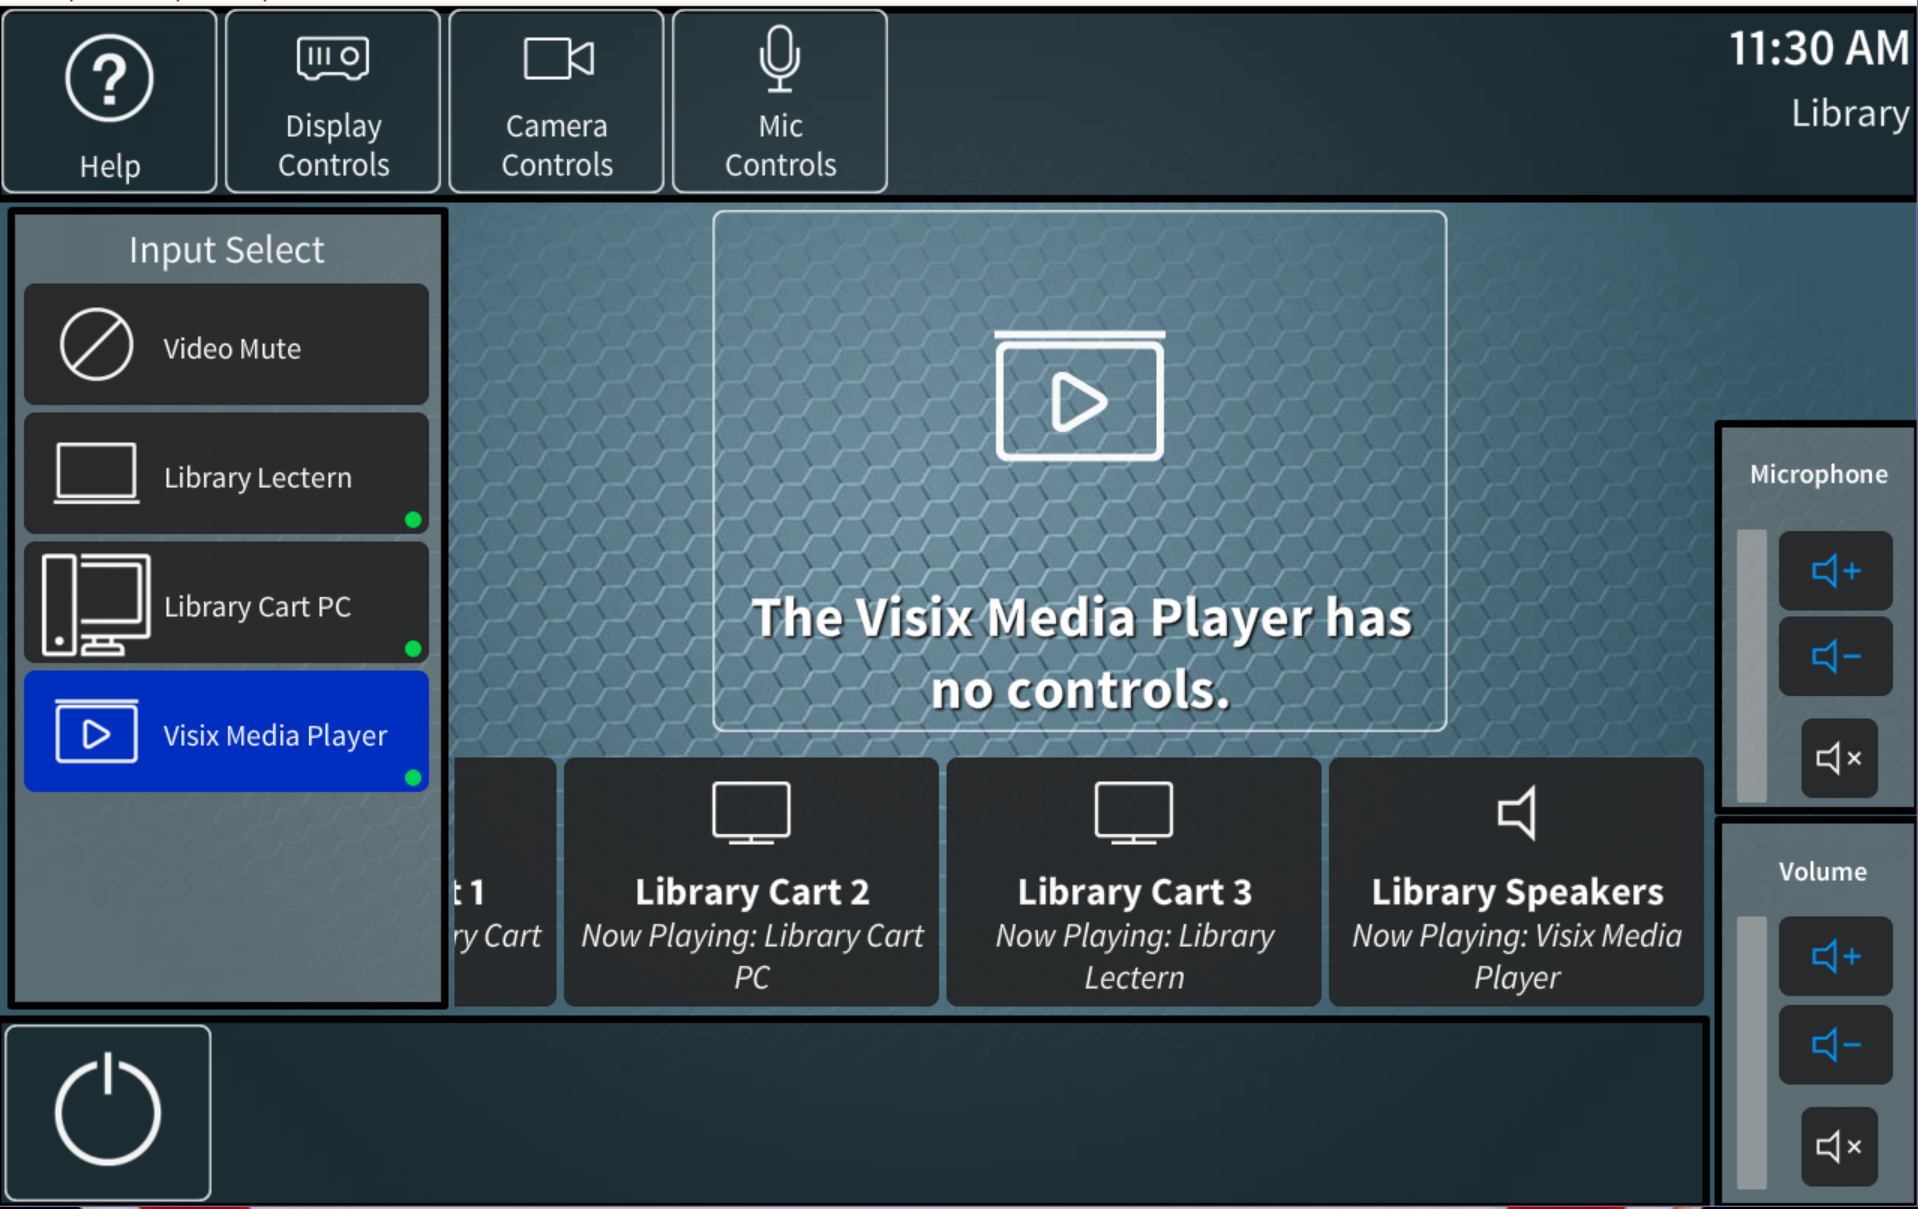 Help
Display
Controls
Camera
Controls
Mic
Controls
11:30 AM
Library
Input Select
Video Mute
Library Lectern
Library Cart PC
Visix Media Player
The Visix Media Player has
no controls.
t 1
ry Cart
Library Cart 2
Now Playing: Library Cart
PC
Library Cart 3
Now Playing: Library
Lectern
Library Speakers
Now Playing: Visix Media
Player
Microphone
Volume